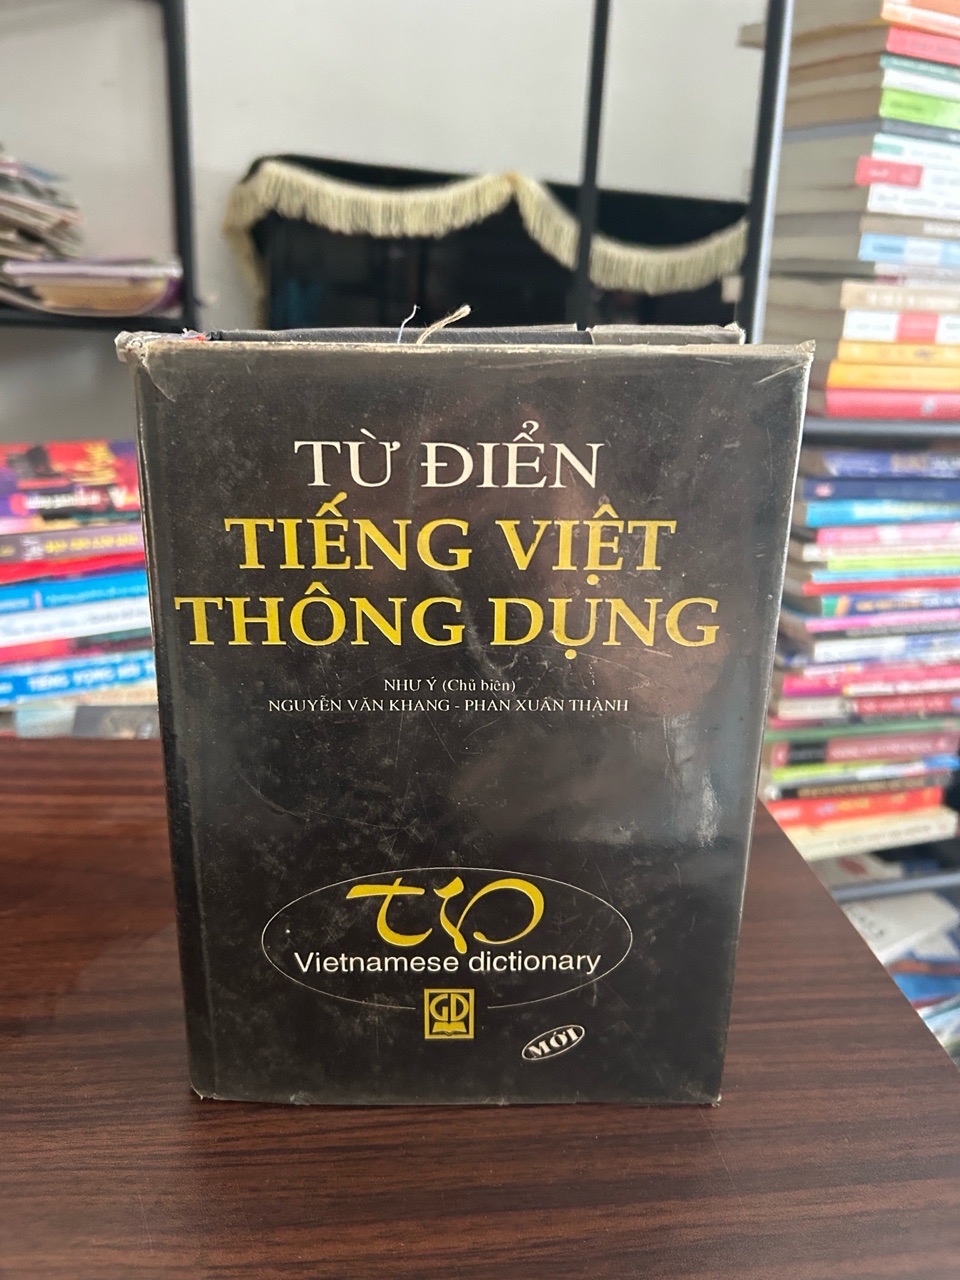 TỪ ĐIỂN
TIẾNG VIỆT
THÔNG DỤNG
NHƯ Ý (Chủ biên)
NGUYỄN VĂN KHANG - PHAN XUÂN THÀNH
Vietnamese dictionary
GD
MỚI